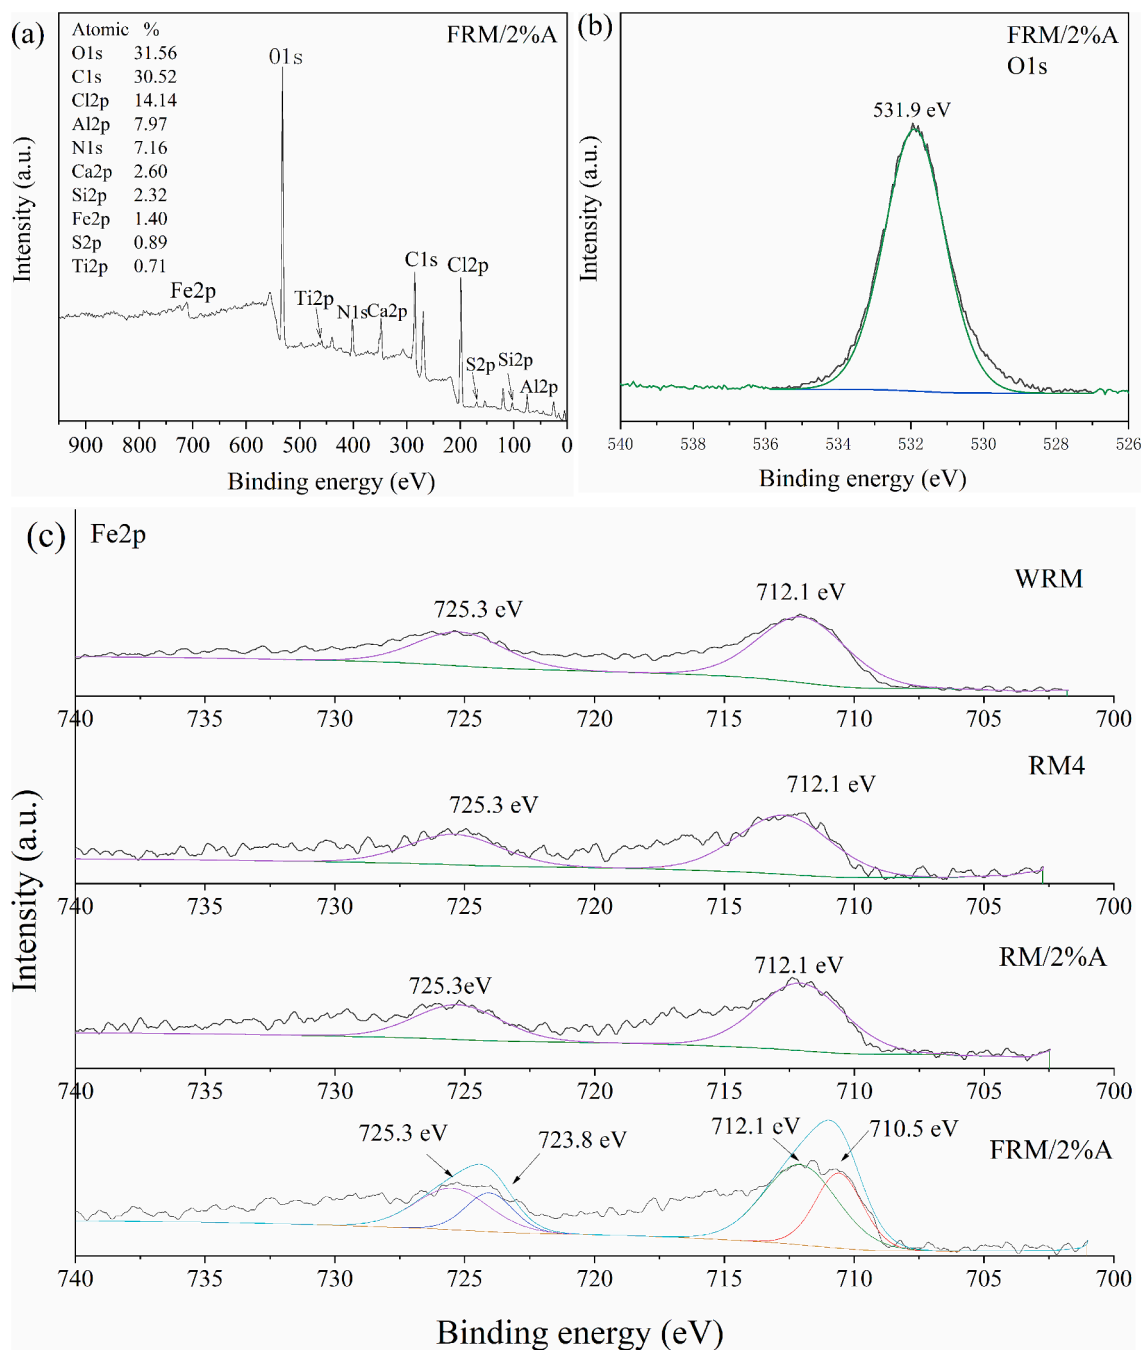 (a)
Atomic %
O1s 31.56
C1s 30.52
Cl2p 14.14
Al2p 7.97
N1s 7.16
Ca2p 2.60
Si2p 2.32
Fe2p 1.40
S2p 0.89
Ti2p 0.71
FRM/2%A
O1s
Fe2p
Ti2p
N1s
Ca2p
C1s
Cl2p
S2p
Si2p
Al2p
Intensity (a.u.)
900 800 700 600 500 400 300 200 100 0
Binding energy (eV)
(b)
FRM/2%A
O1s
531.9 eV
Intensity (a.u.)
540 538 536 534 532 530 528 526
Binding energy (eV)
(c)
Fe2p
WRM
725.3 eV
712.1 eV
740 735 730 725 720 715 710 705 700
RM4
725.3 eV
712.1 eV
740 735 730 725 720 715 710 705 700
RM/2%A
725.3eV
712.1 eV
740 735 730 725 720 715 710 705 700
FRM/2%A
725.3 eV
723.8 eV
712.1 eV
710.5 eV
740 735 730 725 720 715 710 705 700
Intensity (a.u.)
Binding energy (eV)